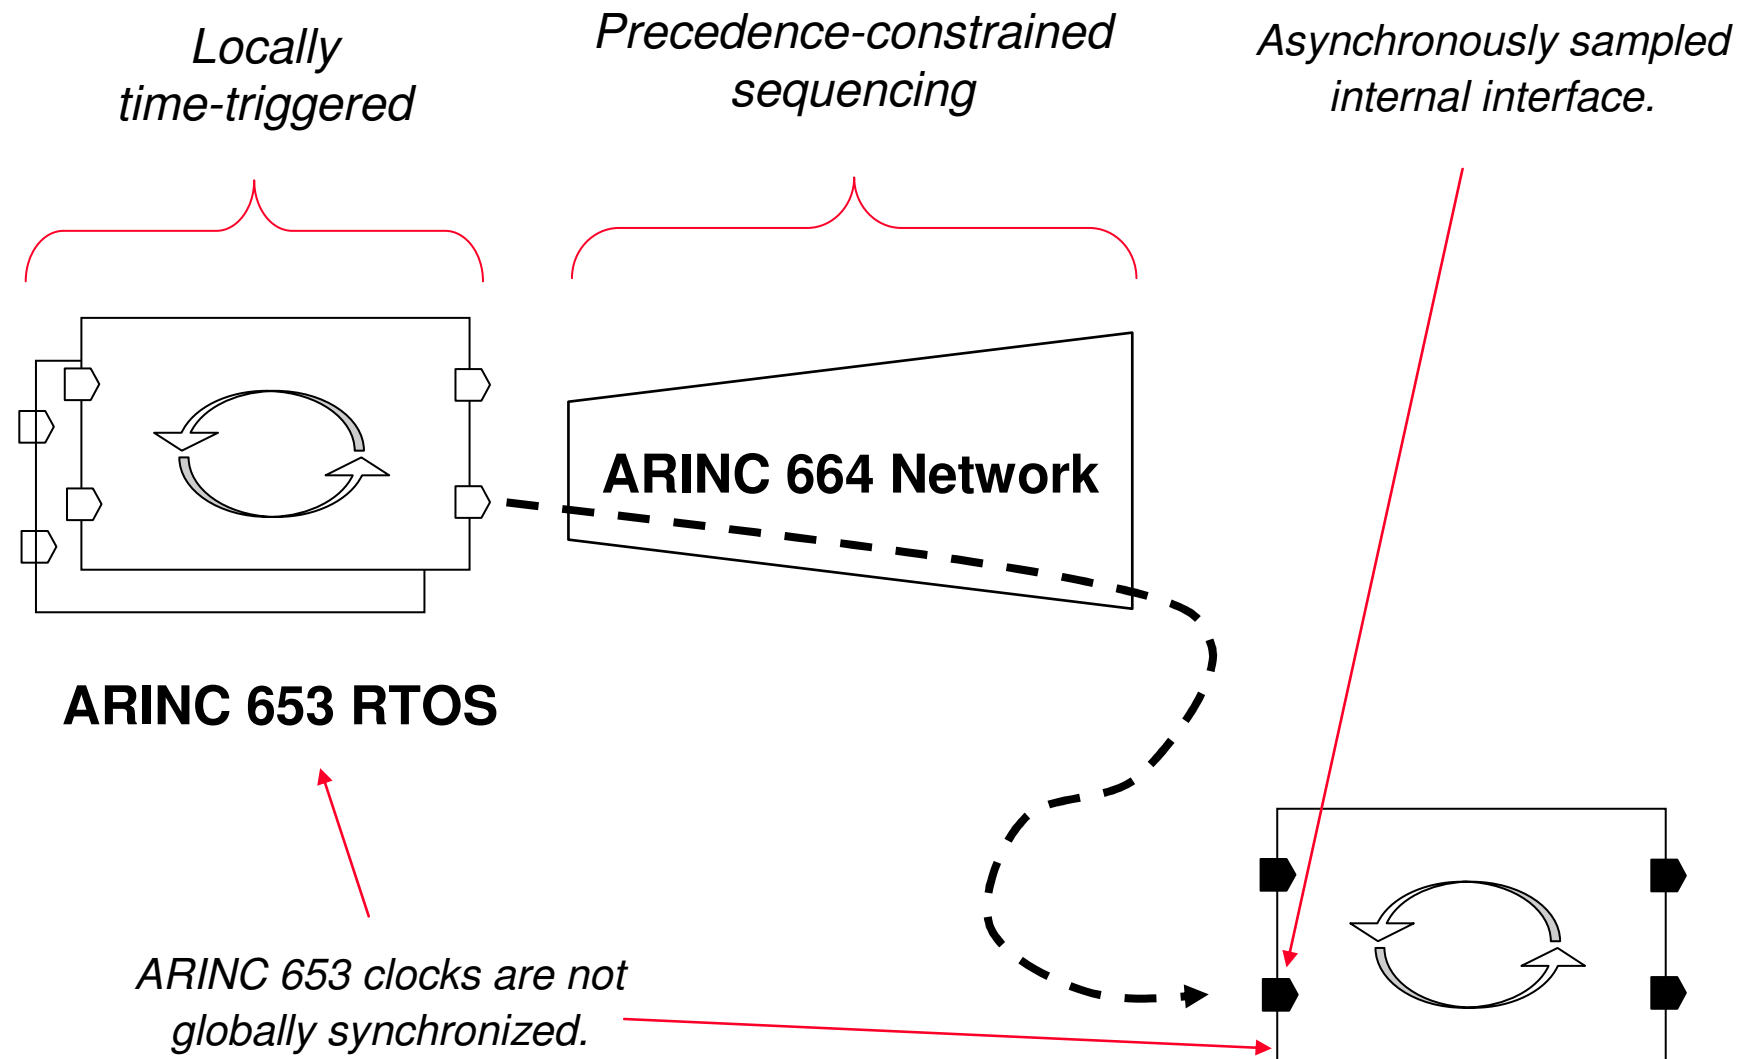 Locally
time-triggered
Precedence-constrained
sequencing
Asynchronously sampled
internal interface.
ARINC 664 Network
ARINC 653 RTOS
ARINC 653 clocks are not
globally synchronized.